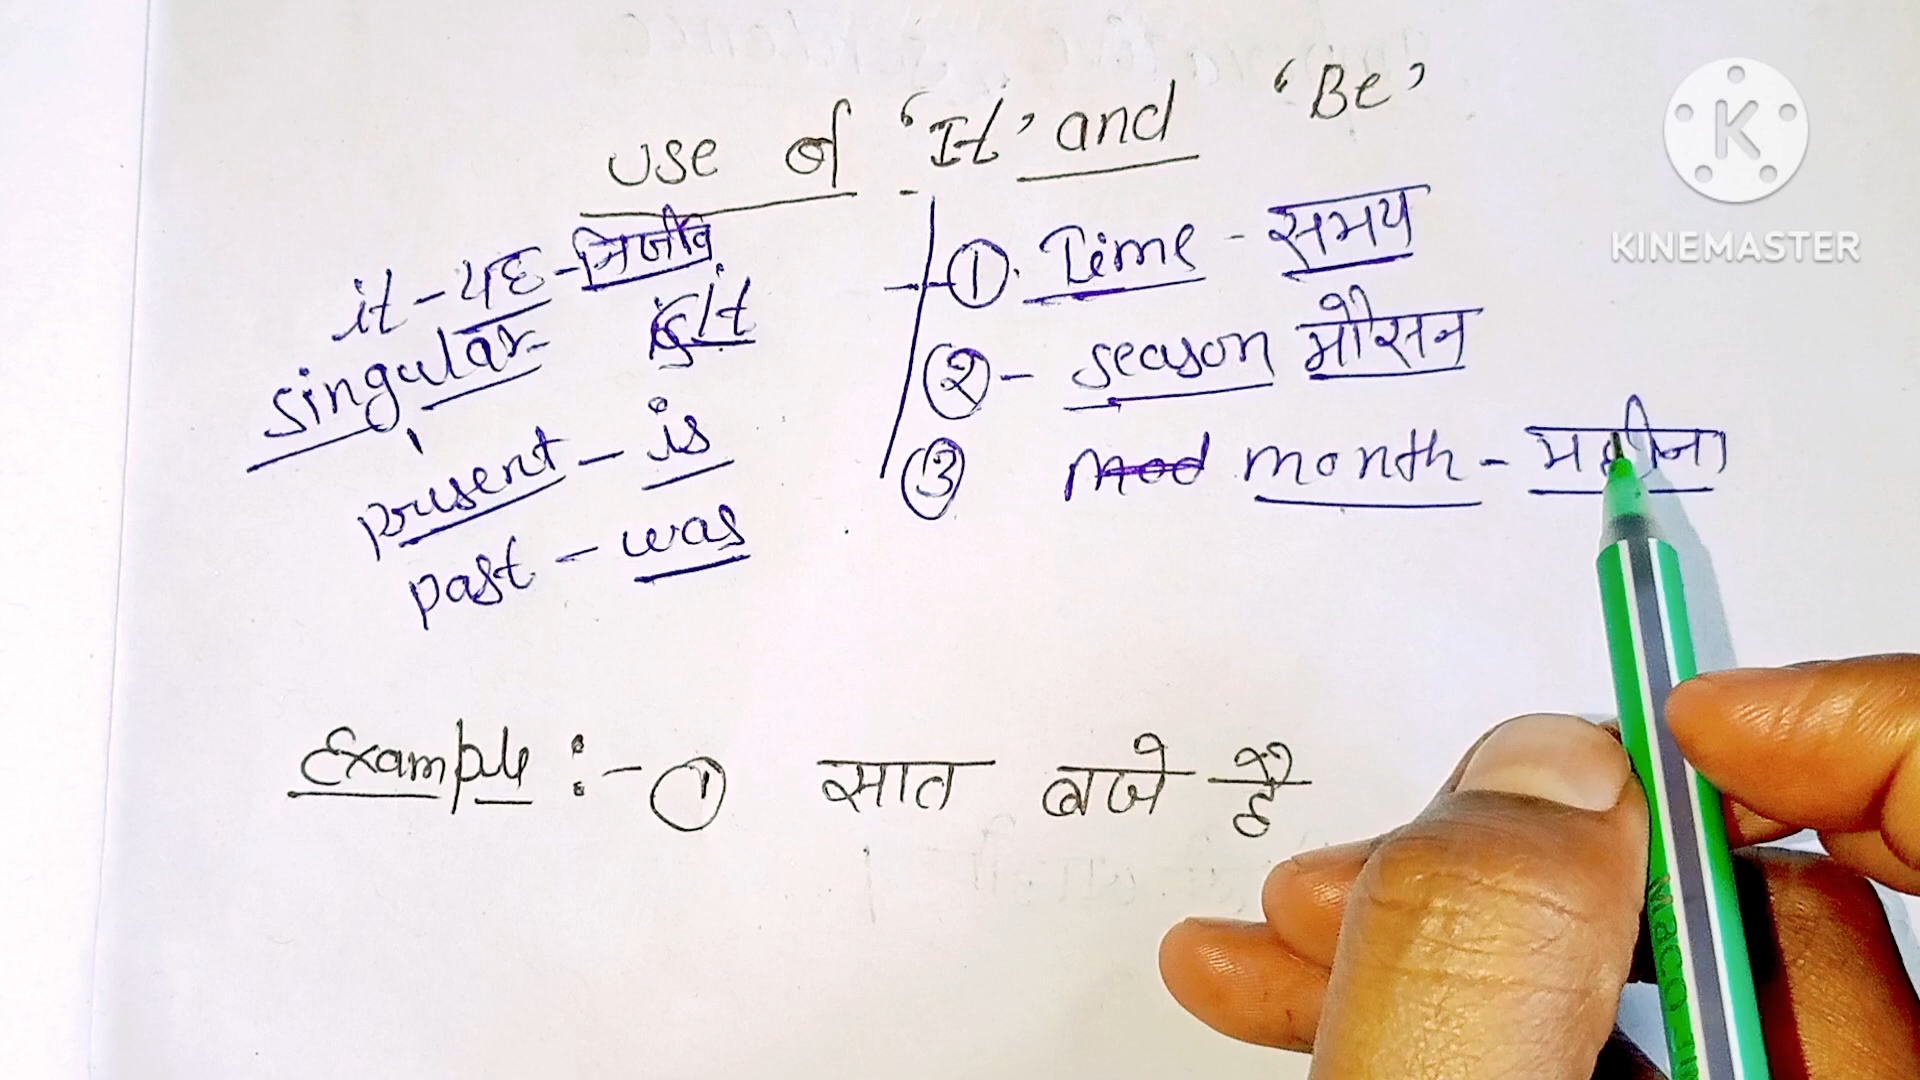 Use of 'It' and 'Be'
it - यह - निर्जीव
singular
present - is
past - was
① Time - समय
② - season मौसम
③ month - महीना
Example :- ① सात बजे है
K
KINEMASTER